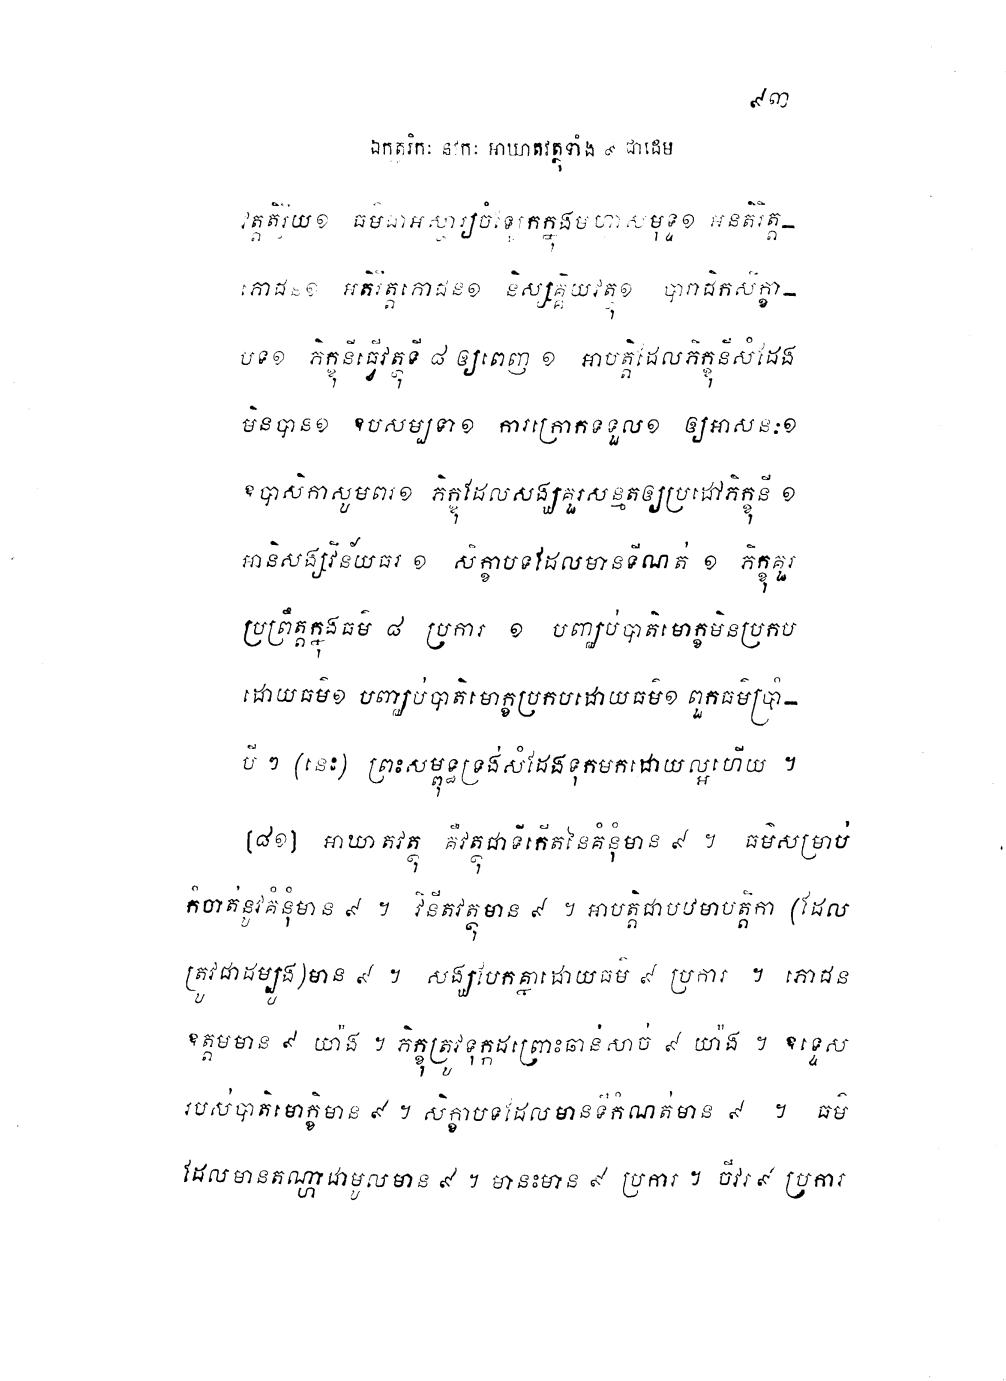 ៩៣
ឯកុត្តរិកៈ នវកៈ អាឃាតវត្ថុទាំង ៩ ជាដើម
វត្តតិរិយ១ ធម៌ជាអស្ចារ្យចំឡែកក្នុងមហាសមុទ្ទ១ អនតិរិត្ត-
ភោជន១ អតិរិត្តភោជន១ និស្សគ្គិយវត្ថុ១ បារាជិកសិក្ខា-
បទ១ ភិក្ខុនីធ្វើវត្ថុទី ៨ ឲ្យពេញ ១ អាបត្តិដែលភិក្ខុនីសំដែង
មិនបាន១ ឧបសម្បទា១ ការក្រោកទទួល១ ឲ្យអាសនៈ១
ឧបាសិកាសូមពរ១ ភិក្ខុដែលសង្ឃគួរសន្មតឲ្យប្រដៅភិក្ខុនី ១
អានិសង្សវិន័យធរ ១ សិក្ខាបទដែលមានទីណត់ ១ ភិក្ខុគួរ
ប្រព្រឹត្តក្នុងធម៌ ៨ ប្រការ ១ បញ្ឈប់បាតិមោក្ខមិនប្រកប
ដោយធម៌១ បញ្ឈប់បាតិមោក្ខប្រកបដោយធម៌១ ពួកធម៌ប្រាំ-
បី ៗ (នេះ) ព្រះសម្ពុទ្ធទ្រង់សំដែងទុកមកដោយល្អហើយ ។
[៨១] អាឃាតវត្ថុ គឺវត្ថុជាទីកើតនៃគំនុំមាន ៩ ។ ធម៌សម្រាប់
កំចាត់នូវគំនុំមាន ៩ ។ វិនីតវត្ថុមាន ៩ ។ អាបត្តិជាបឋមាបត្តិកា (ដែល
ត្រូវជាដម្បូង)មាន ៩ ។ សង្ឃបែកគ្នាដោយធម៌ ៩ ប្រការ ។ ភោជន
ឧត្តមមាន ៩ យ៉ាង ។ ភិក្ខុត្រូវទុក្កដព្រោះឆាន់សាច់ ៩ យ៉ាង ។ ឧទ្ទេស
របស់បាតិមោក្ខិមាន ៩ ។ សិក្ខាបទដែលមានទីកំណត់មាន ៩ ។ ធម៌
ដែលមានតណ្ហាជាមូលមាន ៩ ។ មានះមាន ៩ ប្រការ ។ ចីវរ ៩ ប្រការ